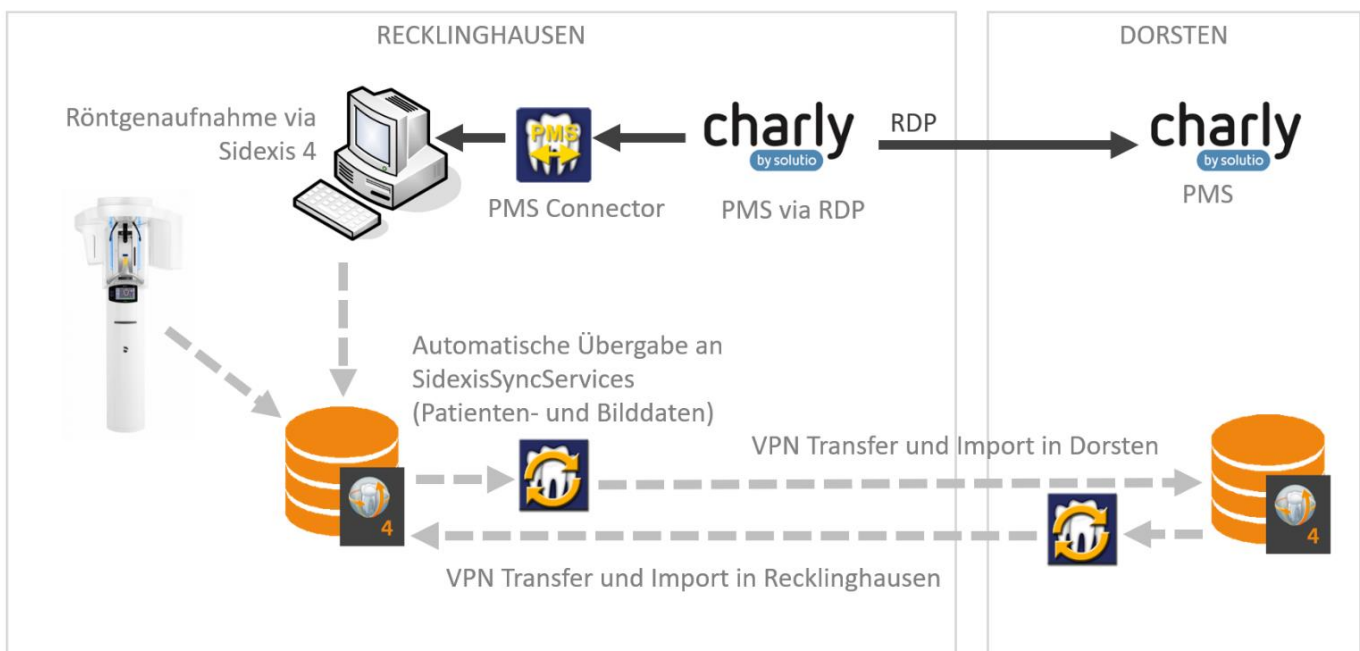 RECKLINGHAUSEN
DORSTEN
Röntgenaufnahme via
Sidexis 4
PMS
PMS Connector
charly
by solutio
PMS via RDP
RDP
charly
by solutio
PMS
Automatische Übergabe an
SidexisSyncServices
(Patienten- und Bilddaten)
VPN Transfer und Import in Dorsten
4
4
VPN Transfer und Import in Recklinghausen